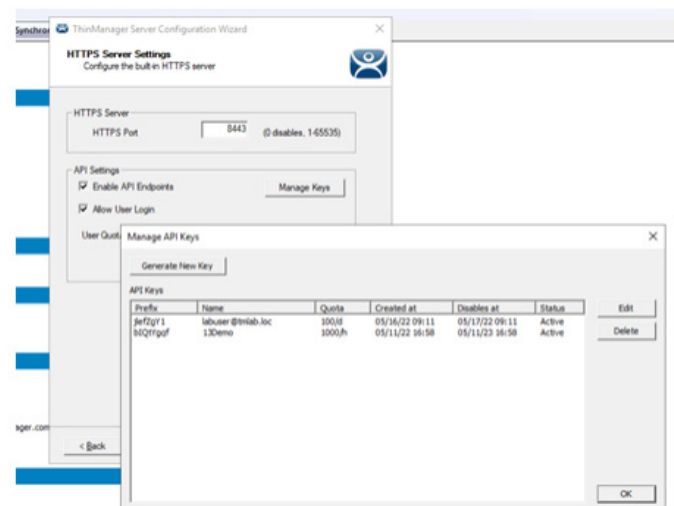 Synchro
ThinManager Server Configuration Wizard
HTTPS Server Settings
Configure the built-in HTTPS server
HTTPS Server
HTTPS Port 8443 (0 disables, 1-65535)
API Settings
Enable API Endpoints Manage Keys
Allow User Login
User Quota
Manage API Keys
Generate New Key
API Keys
Prefix Name Quota Created at Disables at Status Edit
labuser@tmlab.loc 100/d 05/16/22 09:11 05/17/22 09:11 Active
13Demo 1000/h 05/11/22 16:58 05/11/23 16:58 Active Delete
ager.com
< Back
OK